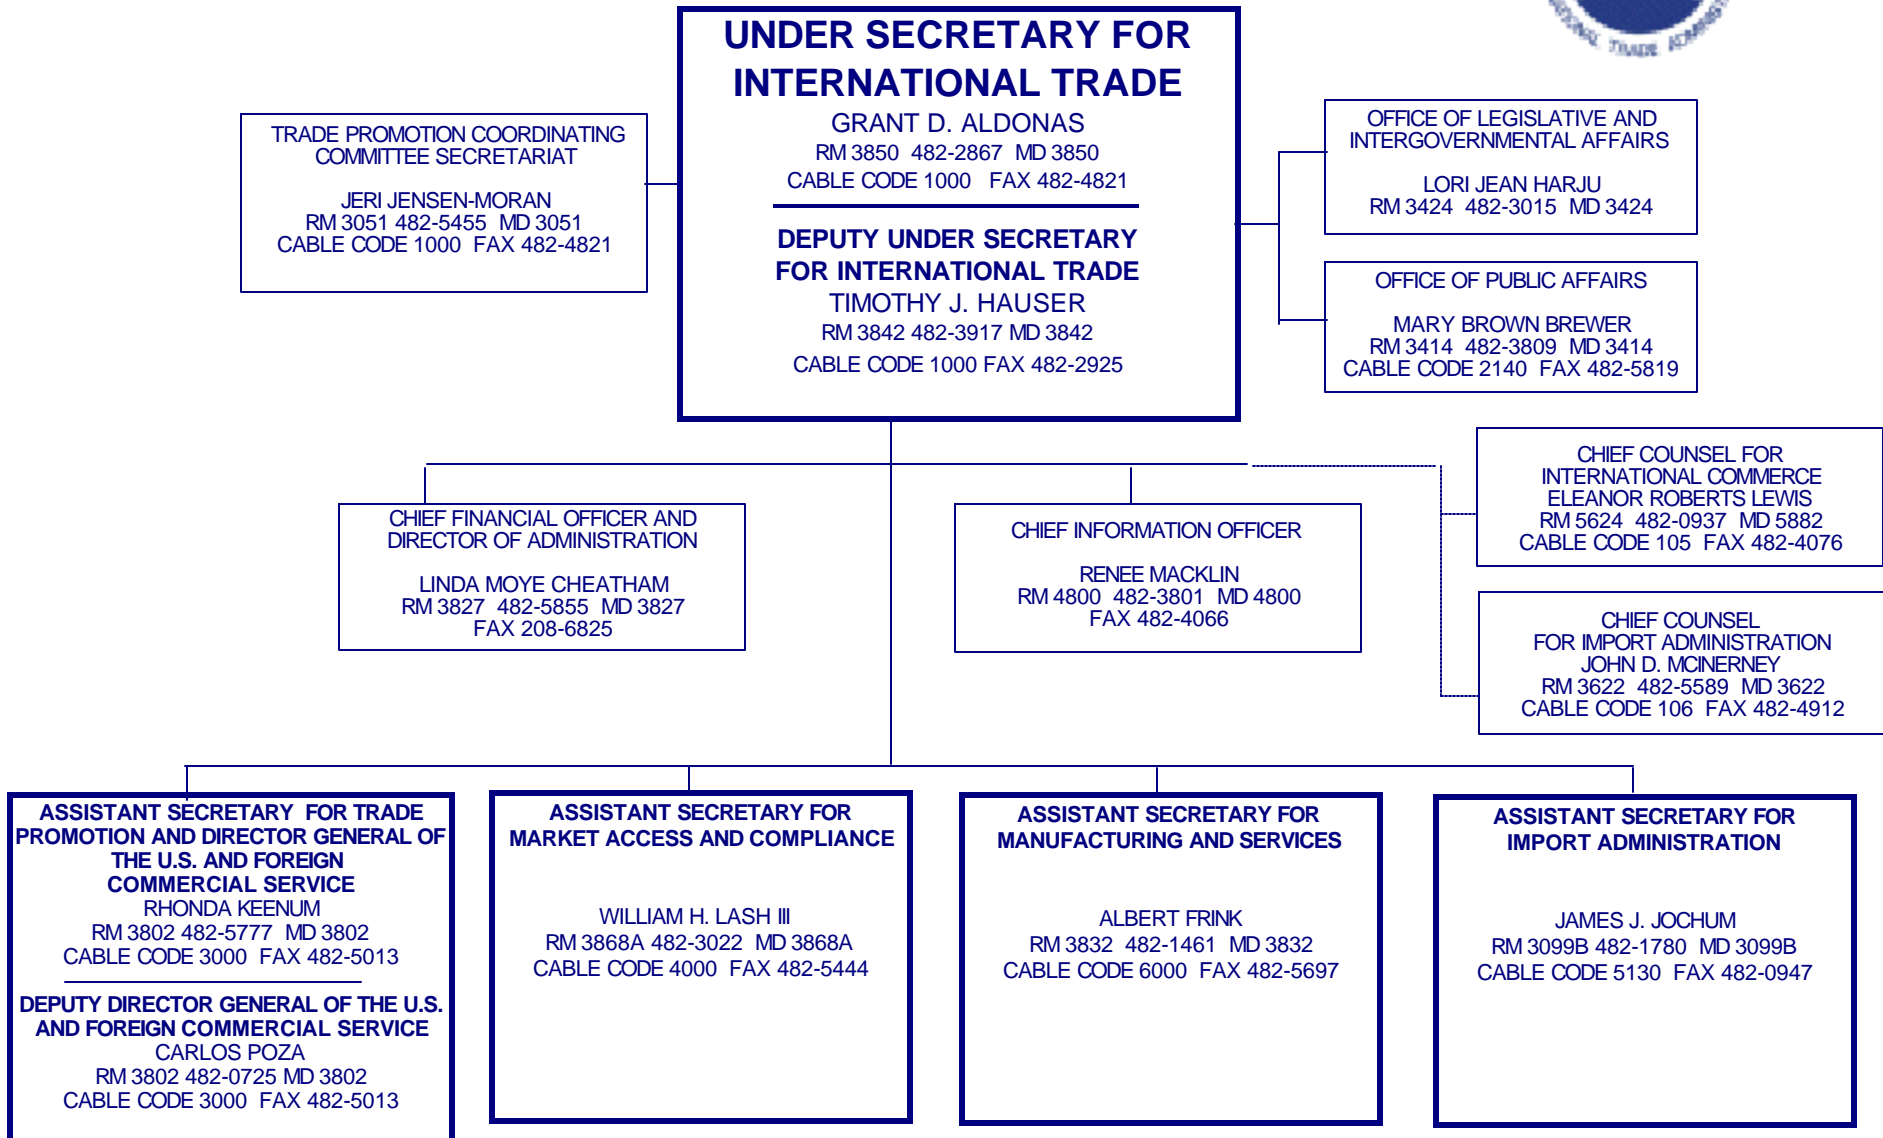 UNDER SECRETARY FOR
INTERNATIONAL TRADE
GRANT D. ALDONAS
RM 3850 482-2867 MD 3850
CABLE CODE 1000 FAX 482-4821
DEPUTY UNDER SECRETARY
FOR INTERNATIONAL TRADE
TIMOTHY J. HAUSER
RM 3842 482-3917 MD 3842
CABLE CODE 1000 FAX 482-2925
TRADE PROMOTION COORDINATING
COMMITTEE SECRETARIAT
JERI JENSEN-MORAN
RM 3051 482-5455 MD 3051
CABLE CODE 1000 FAX 482-4821
TRADE
OFFICE OF LEGISLATIVE AND
INTERGOVERNMENTAL AFFAIRS
LORI JEAN HARJU
RM 3424 482-3015 MD 3424
OFFICE OF PUBLIC AFFAIRS
MARY BROWN BREWER
RM 3414 482-3809 MD 3414
CABLE CODE 2140 FAX 482-5819
CHIEF FINANCIAL OFFICER AND
DIRECTOR OF ADMINISTRATION
LINDA MOYE CHEATHAM
RM 3827 482-5855 MD 3827
FAX 208-6825
CHIEF INFORMATION OFFICER
RENEE MACKLIN
RM 4800 482-3801 MD 4800
FAX 482-4066
CHIEF COUNSEL FOR
INTERNATIONAL COMMERCE
ELEANOR ROBERTS LEWIS
RM 5624 482-0937 MD 5882
CABLE CODE 105 FAX 482-4076
CHIEF COUNSEL
FOR IMPORT ADMINISTRATION
JOHN D. MCINERNEY
RM 3622 482-5589 MD 3622
CABLE CODE 106 FAX 482-4912
ASSISTANT SECRETARY FOR TRADE
PROMOTION AND DIRECTOR GENERAL OF
THE U.S. AND FOREIGN
COMMERCIAL SERVICE
RHONDA KEENUM
RM 3802 482-5777 MD 3802
CABLE CODE 3000 FAX 482-5013
DEPUTY DIRECTOR GENERAL OF THE U.S.
AND FOREIGN COMMERCIAL SERVICE
CARLOS POZA
RM 3802 482-0725 MD 3802
CABLE CODE 3000 FAX 482-5013
ASSISTANT SECRETARY FOR
MARKET ACCESS AND COMPLIANCE
WILLIAM H. LASH III
RM 3868A 482-3022 MD 3868A
CABLE CODE 4000 FAX 482-5444
ASSISTANT SECRETARY FOR
MANUFACTURING AND SERVICES
ALBERT FRINK
RM 3832 482-1461 MD 3832
CABLE CODE 6000 FAX 482-5697
ASSISTANT SECRETARY FOR
IMPORT ADMINISTRATION
JAMES J. JOCHUM
RM 3099B 482-1780 MD 3099B
CABLE CODE 5130 FAX 482-0947